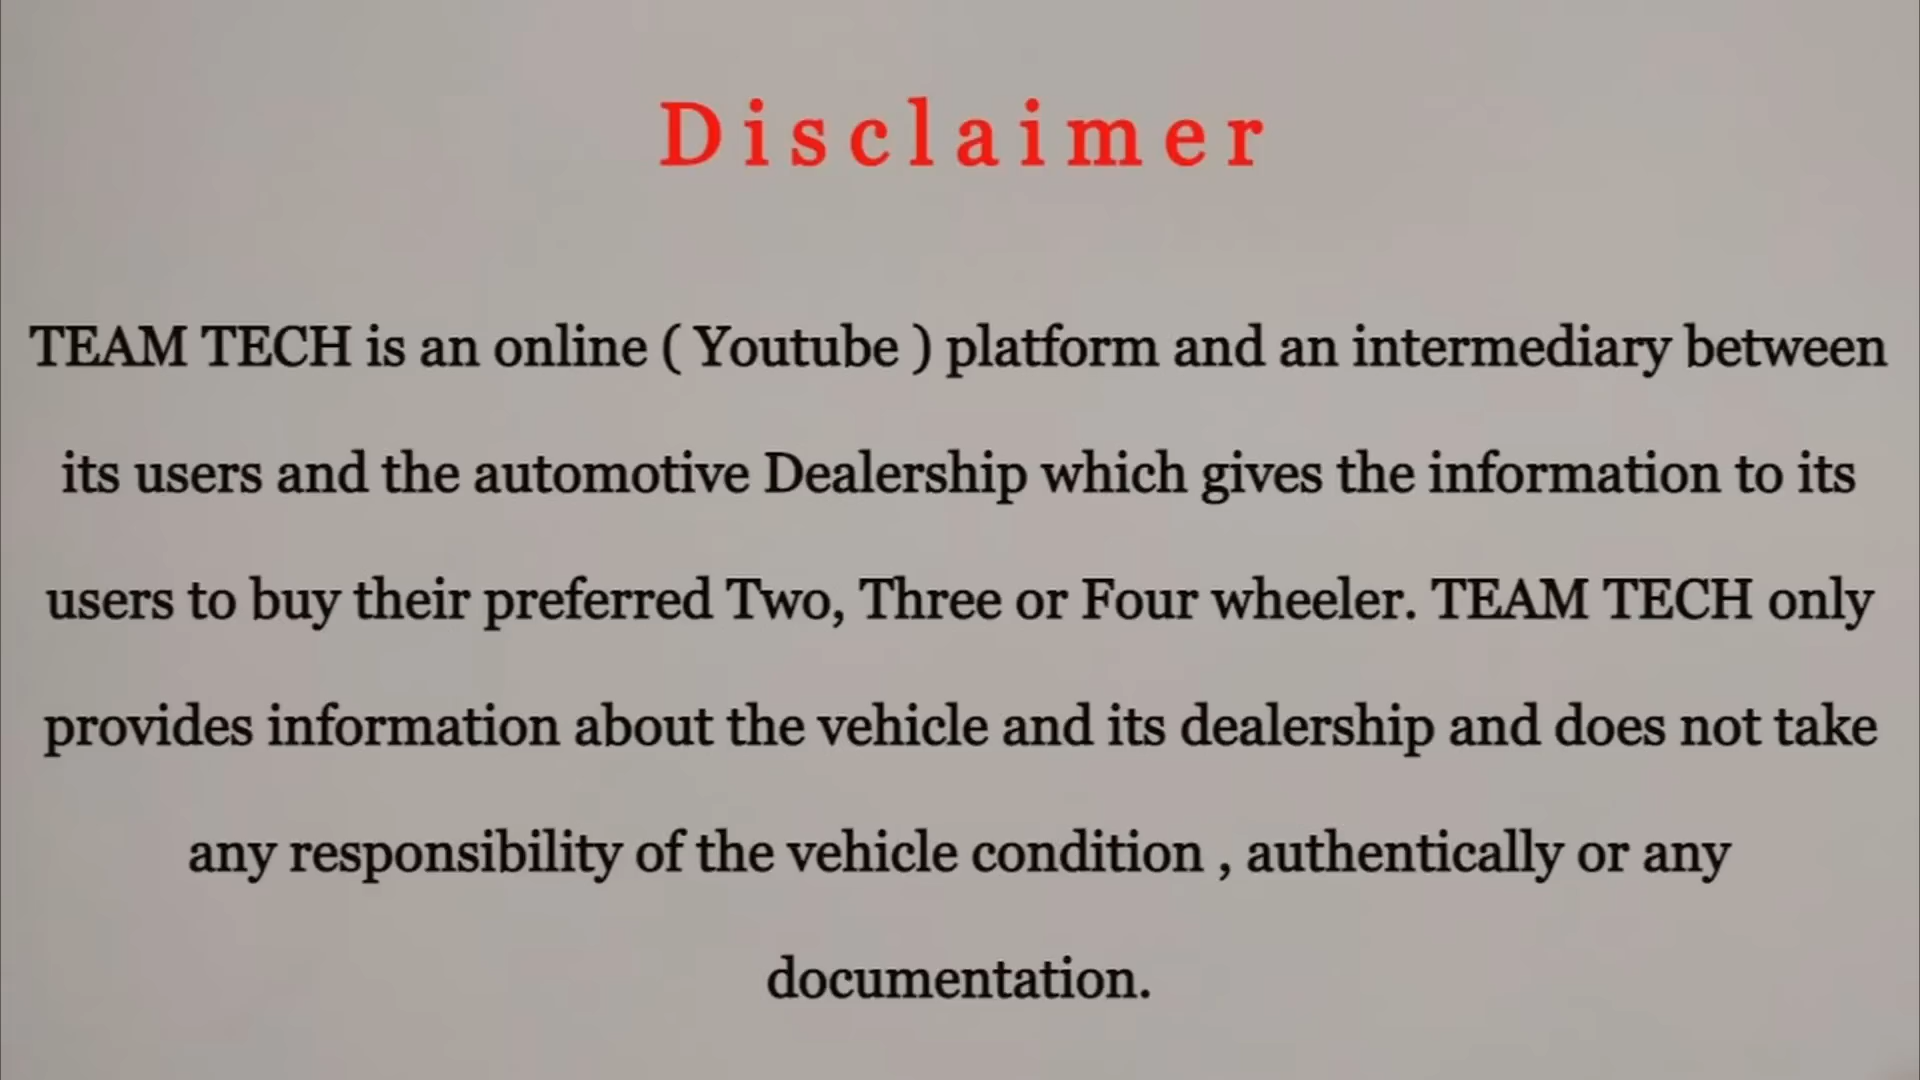 Disclaimer
TEAM TECH is an online ( Youtube ) platform and an intermediary between
its users and the automotive Dealership which gives the information to its
users to buy their preferred Two, Three or Four wheeler. TEAM TECH only
provides information about the vehicle and its dealership and does not take
any responsibility of the vehicle condition , authentically or any
documentation.